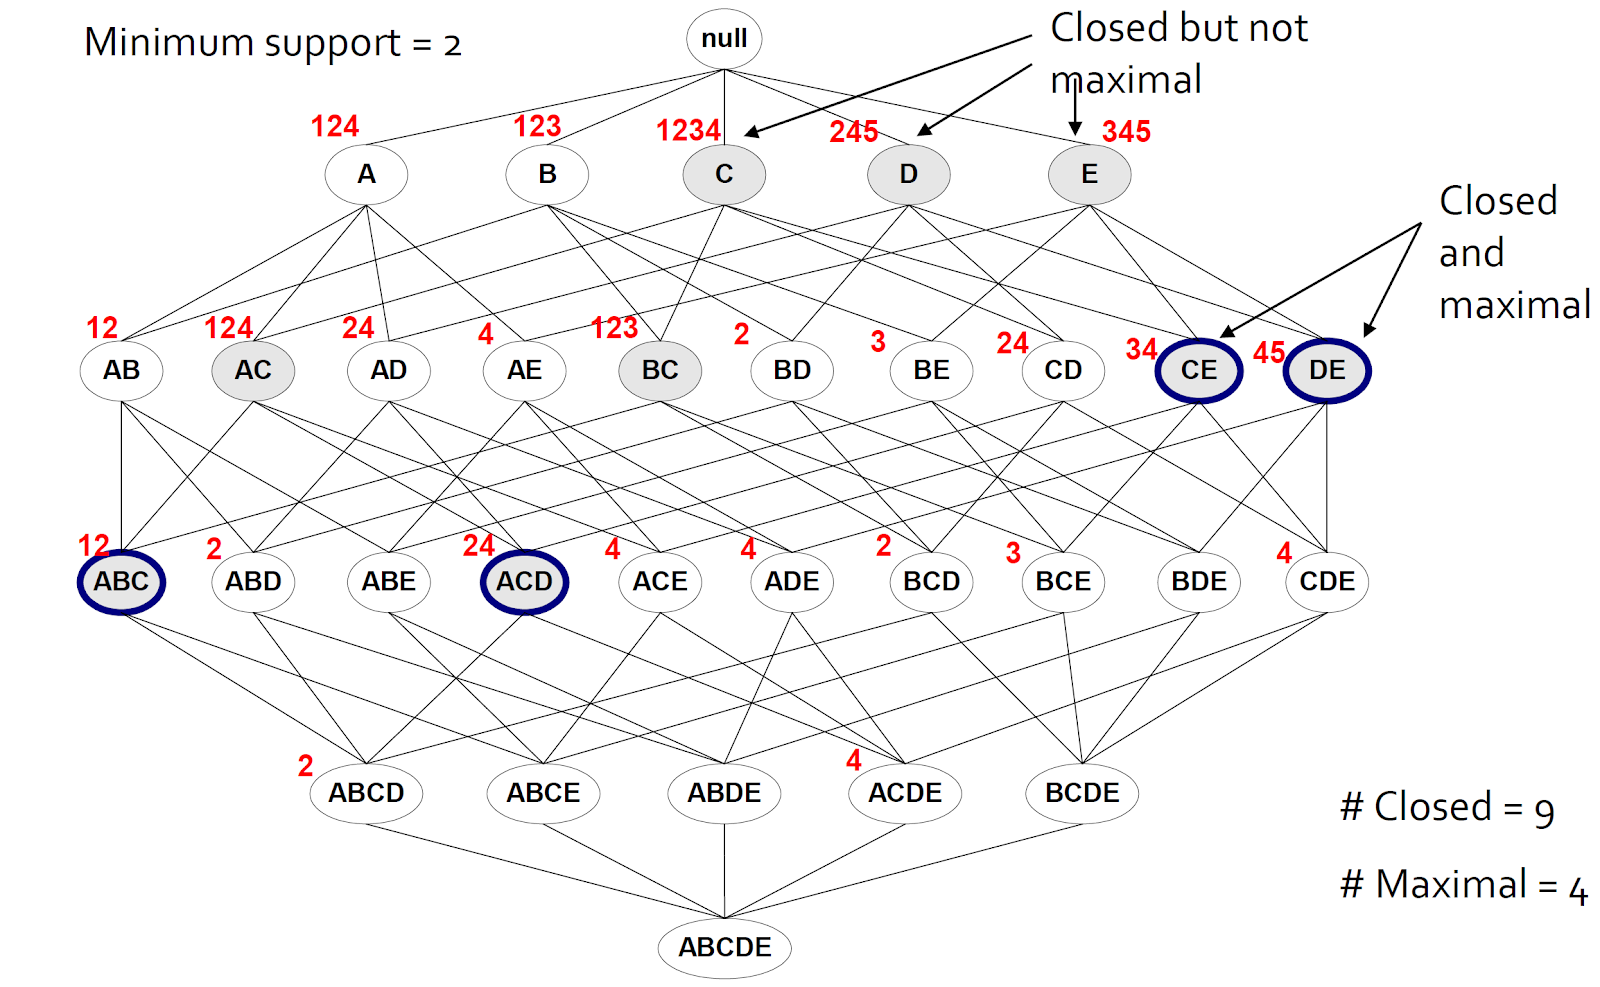 Minimum support = 2
null
Closed but not
maximal
124 123 1234 245 345
A B C D E
Closed
and
maximal
12 124 24 4 123 2 3 24 34 45
AB AC AD AE BC BD BE CD CE DE
12 2 24 4 4 2 3 4
ABC ABD ABE ACD ACE ADE BCD BCE BDE CDE
2 4
ABCD ABCE ABDE ACDE BCDE
# Closed = 9
# Maximal = 4
ABCDE